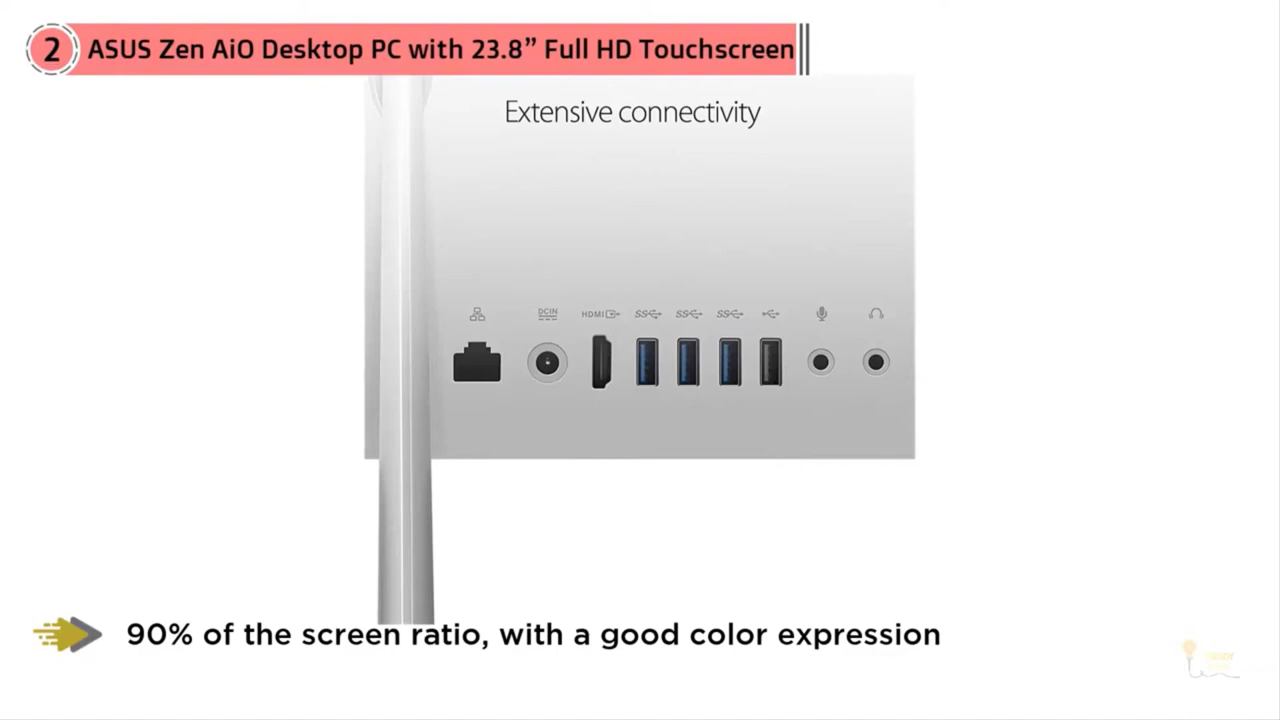 2
ASUS Zen AiO Desktop PC with 23.8” Full HD Touchscreen
Extensive connectivity
DCIN
HDMI
SS
SS
SS
90% of the screen ratio, with a good color expression